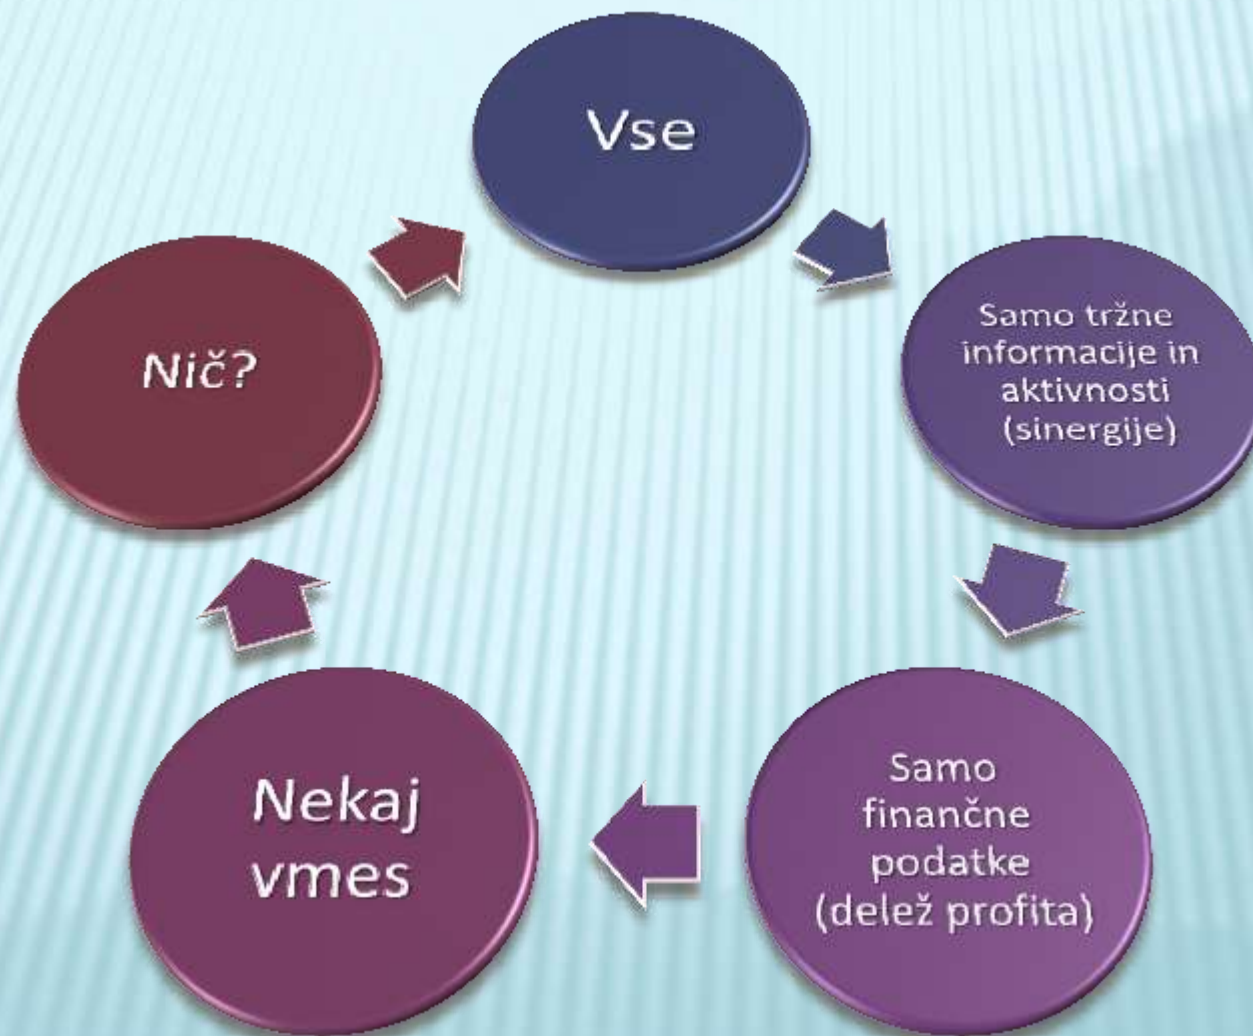 Vse
Samo tržne
informacije in
aktivnosti
(sinergije)
Samo
finančne
podatke
(delež profita)
Nekaj
vmes
Nič?